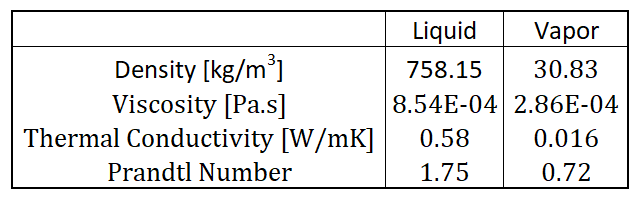 Liquid Vapor
Density [kg/m³] 758.15 30.83
Viscosity [Pa.s] 8.54E-04 2.86E-04
Thermal Conductivity [W/mK] 0.58 0.016
Prandtl Number 1.75 0.72